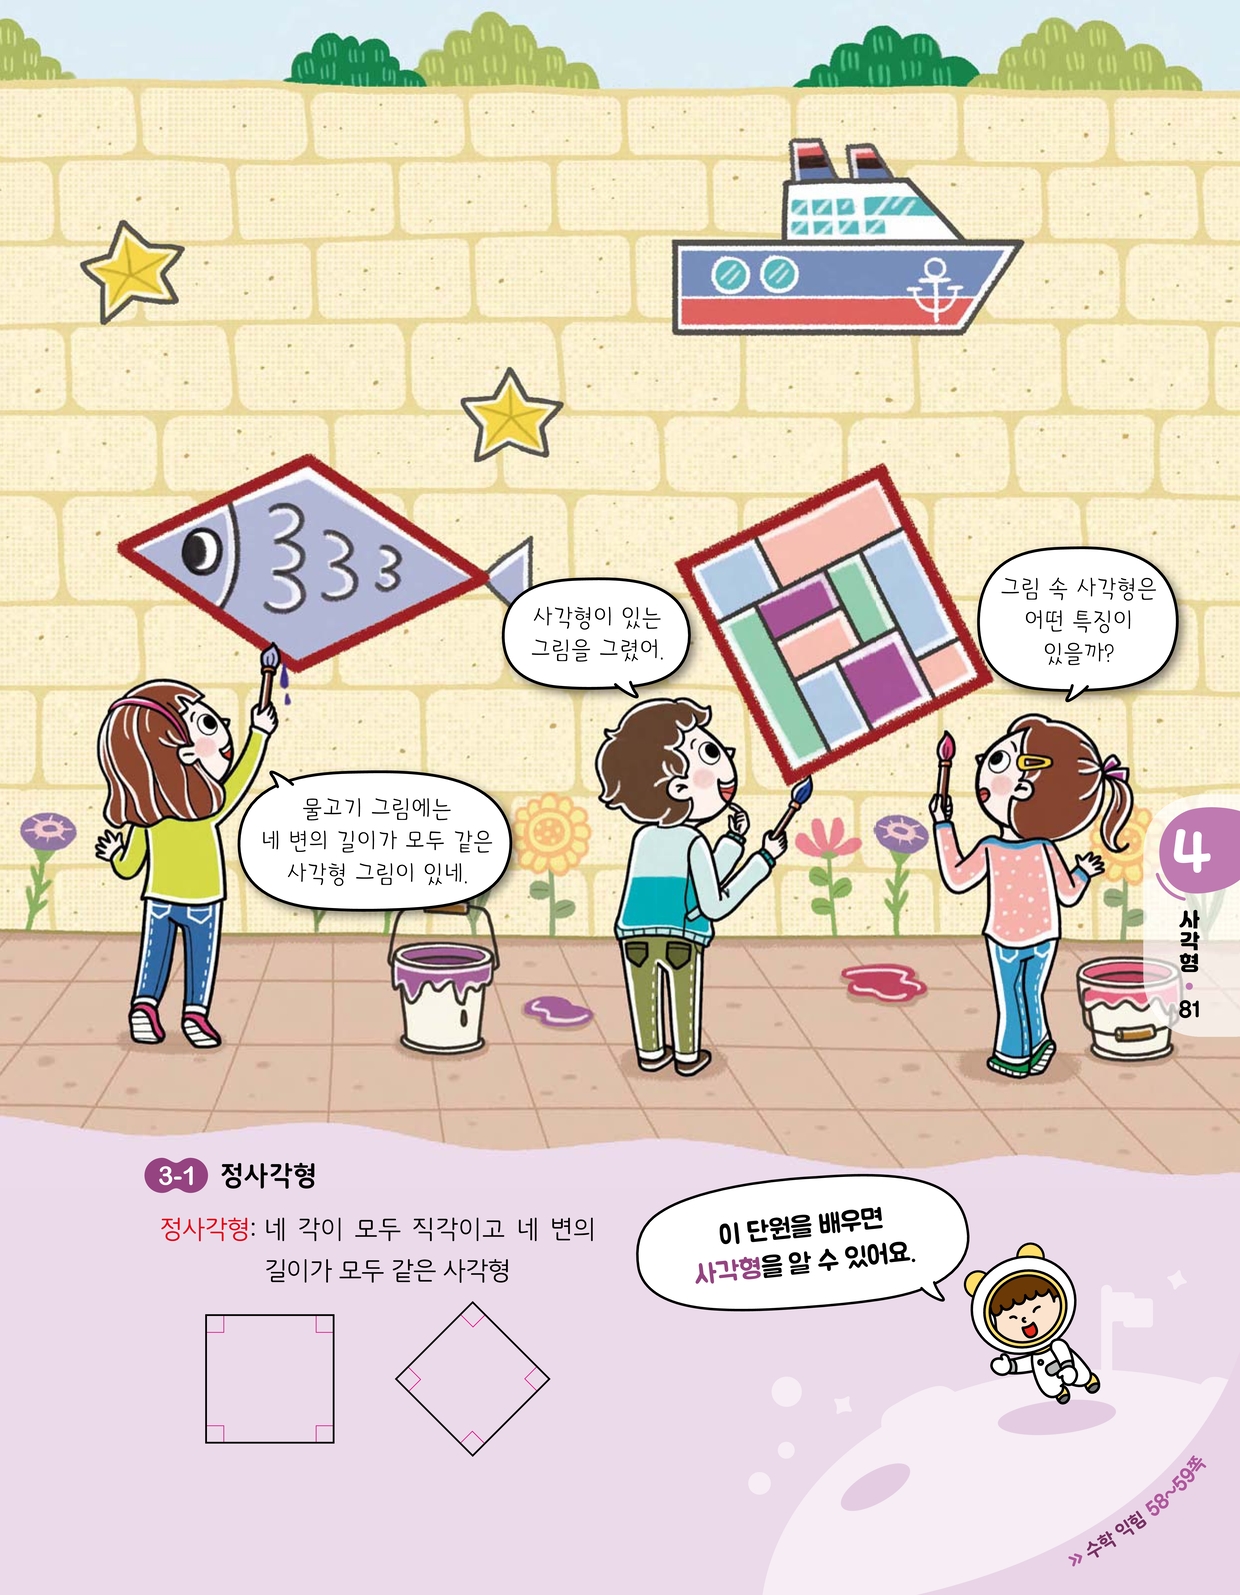 사각형이 있는
그림을 그렸어.
그림 속 사각형은
어떤 특징이
있을까?
물고기 그림에는
네 변의 길이가 모두 같은
사각형 그림이 있네.
4
사각형 • 81
3-1 정사각형
정사각형: 네 각이 모두 직각이고 네 변의
길이가 모두 같은 사각형
이 단원을 배우면
사각형을 알 수 있어요.
» 수학 익힘 58~59쪽